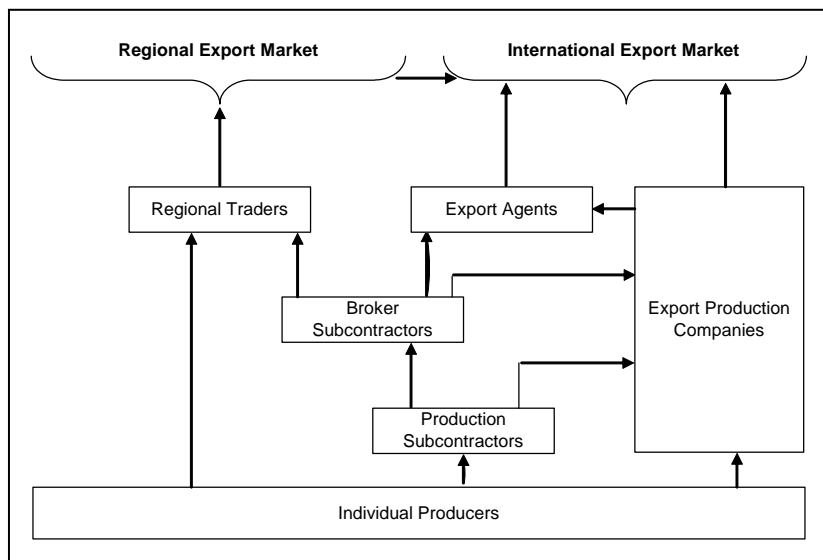 Regional Export Market
International Export Market
Regional Traders
Export Agents
Broker
Subcontractors
Export Production
Companies
Production
Subcontractors
Individual Producers